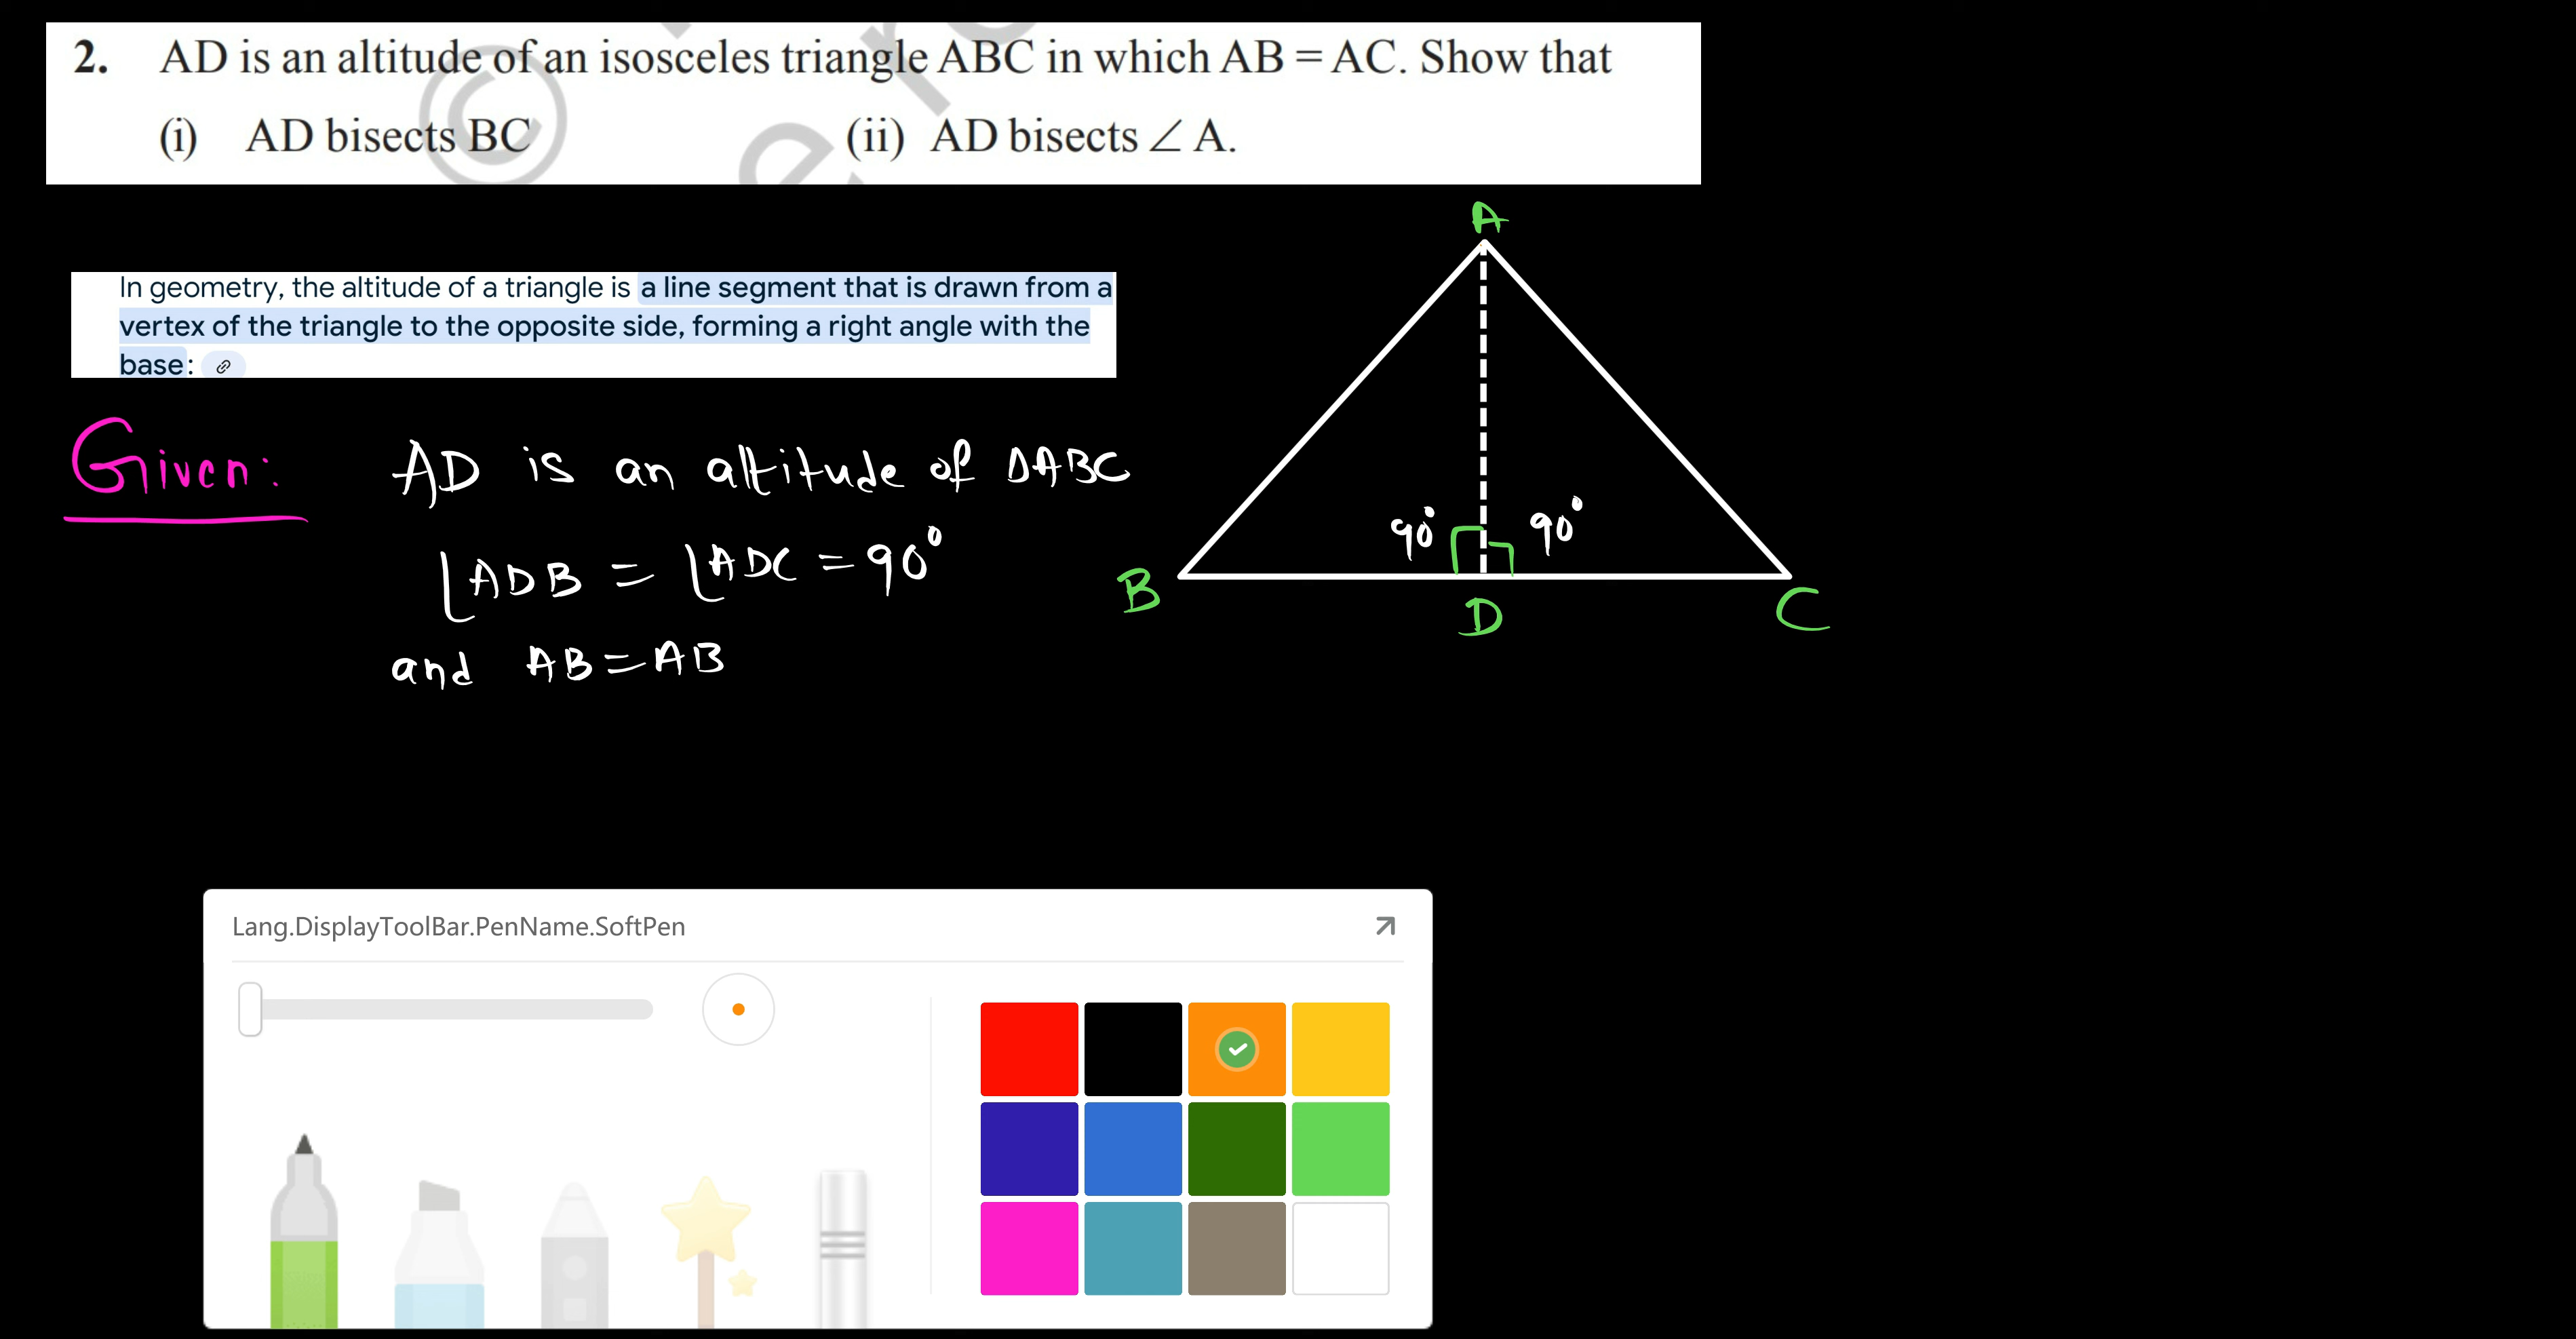 2. AD is an altitude of an isosceles triangle ABC in which AB = AC. Show that
(i) AD bisects BC (ii) AD bisects ∠ A.
In geometry, the altitude of a triangle is a line segment that is drawn from a
vertex of the triangle to the opposite side, forming a right angle with the
base:
Given: AD is an altitude of ΔABC
∠ADB = ∠ADC = 90°
and AB = AB
A
90° 90°
B D C
Lang.DisplayToolBar.PenName.SoftPen